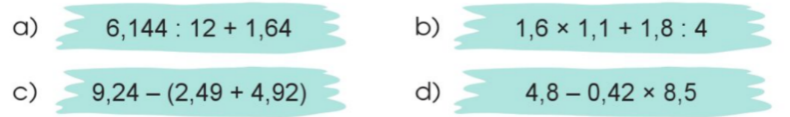 a) 6,144 : 12 + 1,64
b) 1,6 × 1,1 + 1,8 : 4
c) 9,24 – (2,49 + 4,92)
d) 4,8 – 0,42 × 8,5